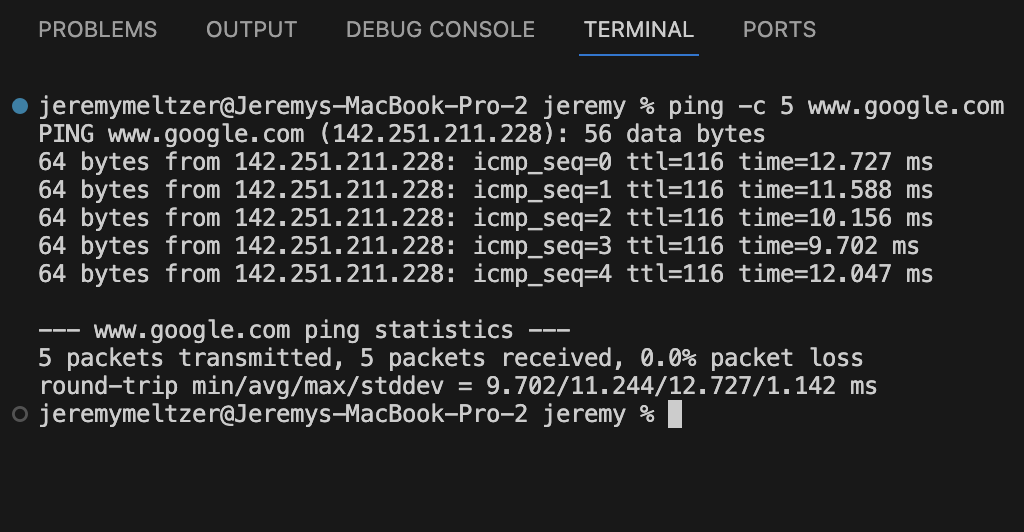 PROBLEMS OUTPUT DEBUG CONSOLE TERMINAL PORTS
jeremymeltzer@Jeremys-MacBook-Pro-2 jeremy % ping -c 5 www.google.com
PING www.google.com (142.251.211.228): 56 data bytes
64 bytes from 142.251.211.228: icmp_seq=0 ttl=116 time=12.727 ms
64 bytes from 142.251.211.228: icmp_seq=1 ttl=116 time=11.588 ms
64 bytes from 142.251.211.228: icmp_seq=2 ttl=116 time=10.156 ms
64 bytes from 142.251.211.228: icmp_seq=3 ttl=116 time=9.702 ms
64 bytes from 142.251.211.228: icmp_seq=4 ttl=116 time=12.047 ms
--- www.google.com ping statistics ---
5 packets transmitted, 5 packets received, 0.0% packet loss
round-trip min/avg/max/stddev = 9.702/11.244/12.727/1.142 ms
jeremymeltzer@Jeremys-MacBook-Pro-2 jeremy %